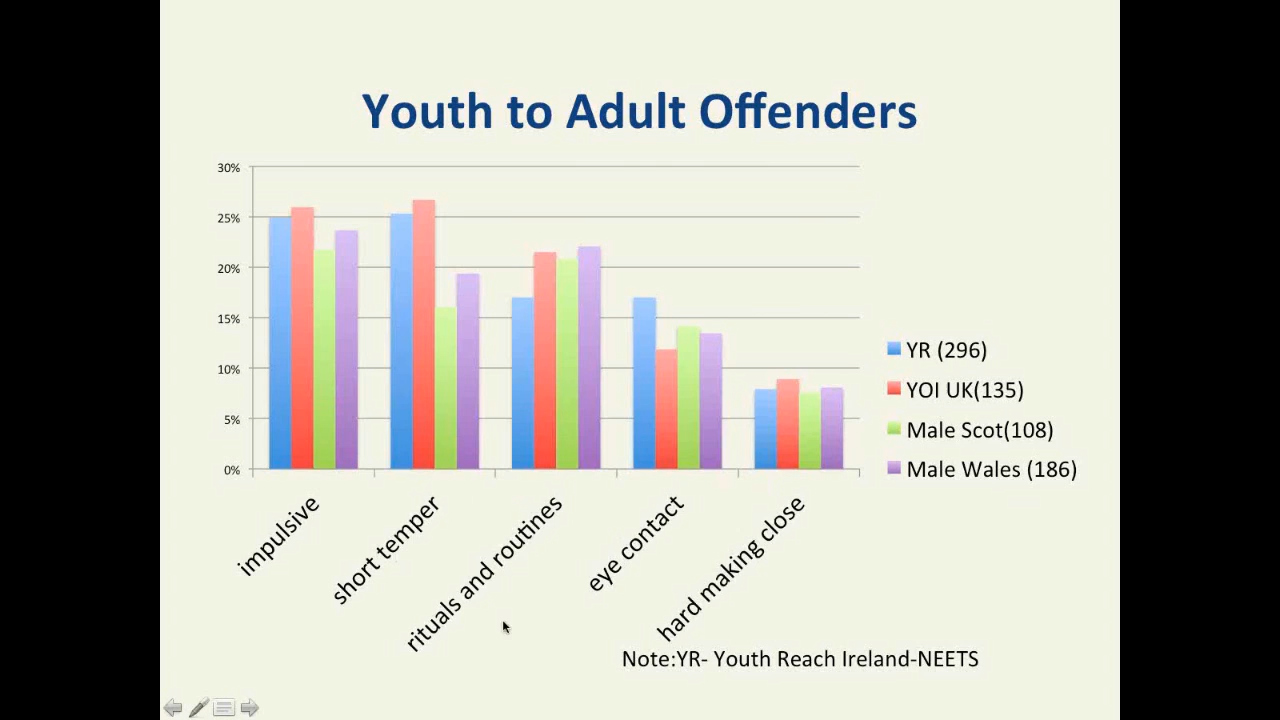 Youth to Adult Offenders
30%
25%
20%
15%
10%
5%
0%
impulsive
short temper
rituals and routines
eye contact
hard making close
YR (296)
YOI UK(135)
Male Scot(108)
Male Wales (186)
Note:YR- Youth Reach Ireland-NEETS